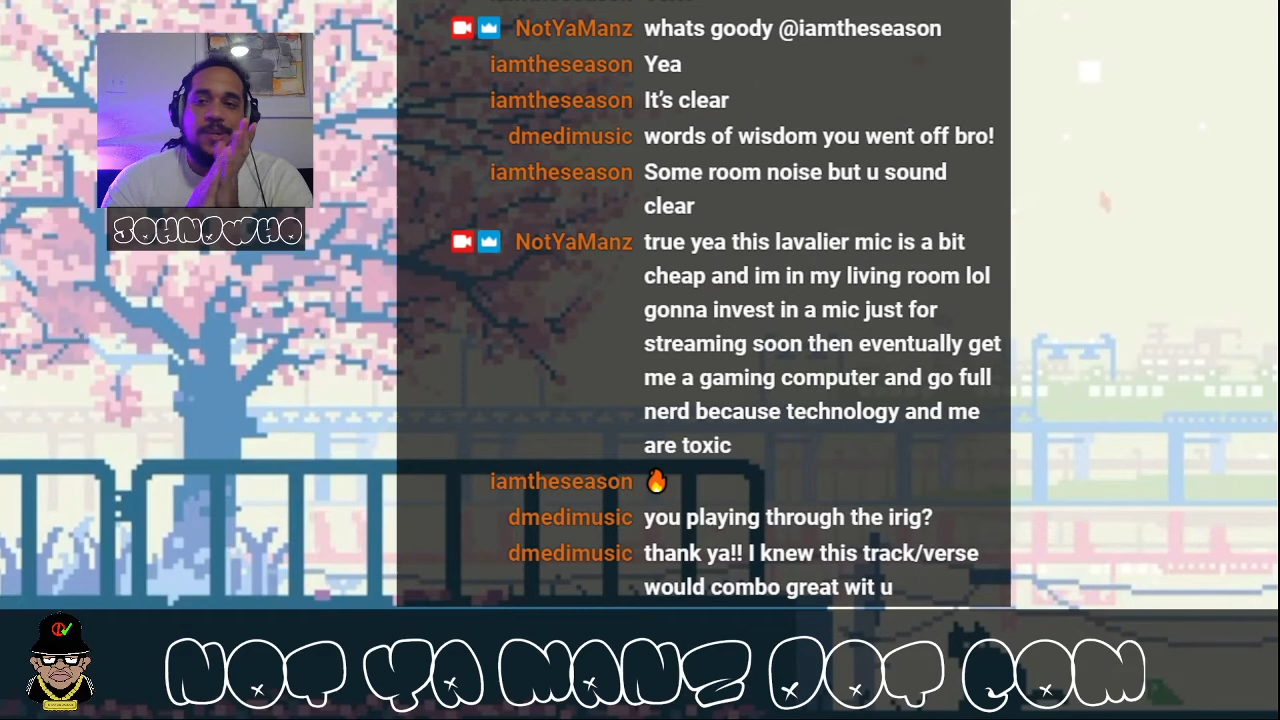 NotYaManz whats goody @iamtheseason
iamtheseason Yea
iamtheseason It’s clear
dmedimusic words of wisdom you went off bro!
iamtheseason Some room noise but u sound
clear
NotYaManz true yea this lavalier mic is a bit
cheap and im in my living room lol
gonna invest in a mic just for
streaming soon then eventually get
me a gaming computer and go full
nerd because technology and me
are toxic
iamtheseason 🔥
dmedimusic you playing through the irig?
dmedimusic thank ya!! I knew this track/verse
would combo great wit u
JOHNOWHO
NOT YA MANZ DOT COM